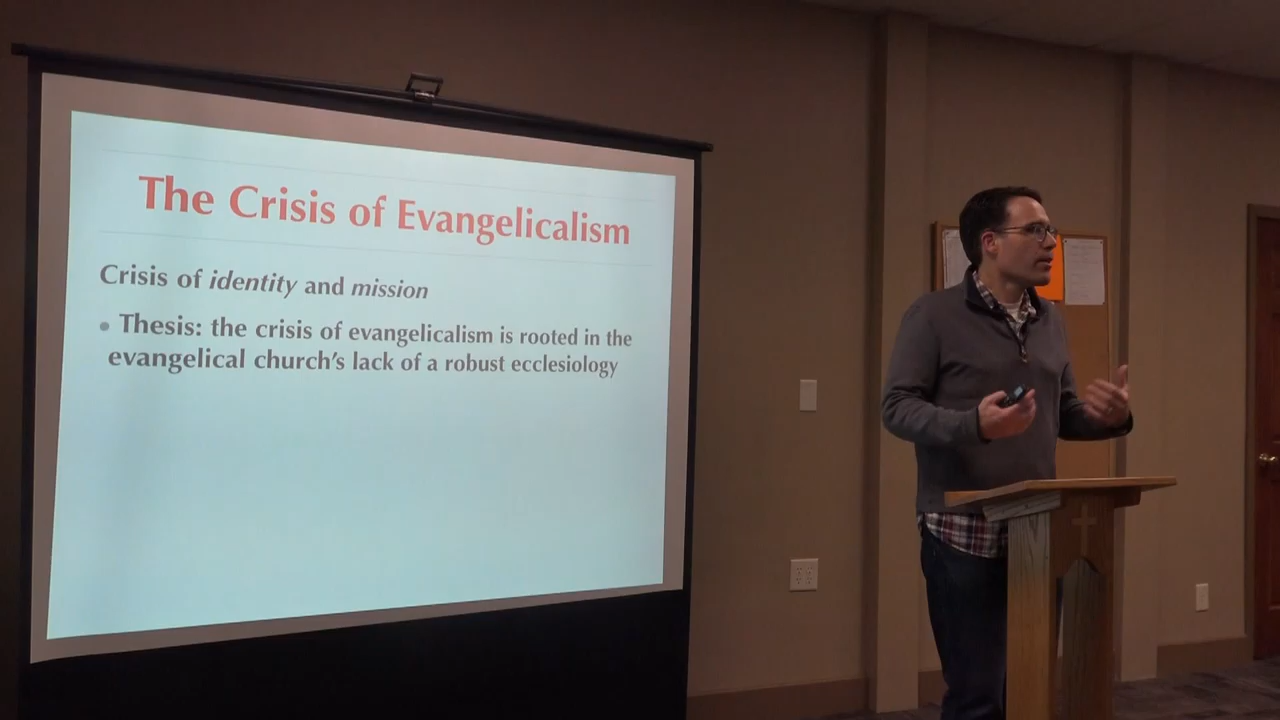 The Crisis of Evangelicalism
Crisis of identity and mission
• Thesis: the crisis of evangelicalism is rooted in the
evangelical church's lack of a robust ecclesiology